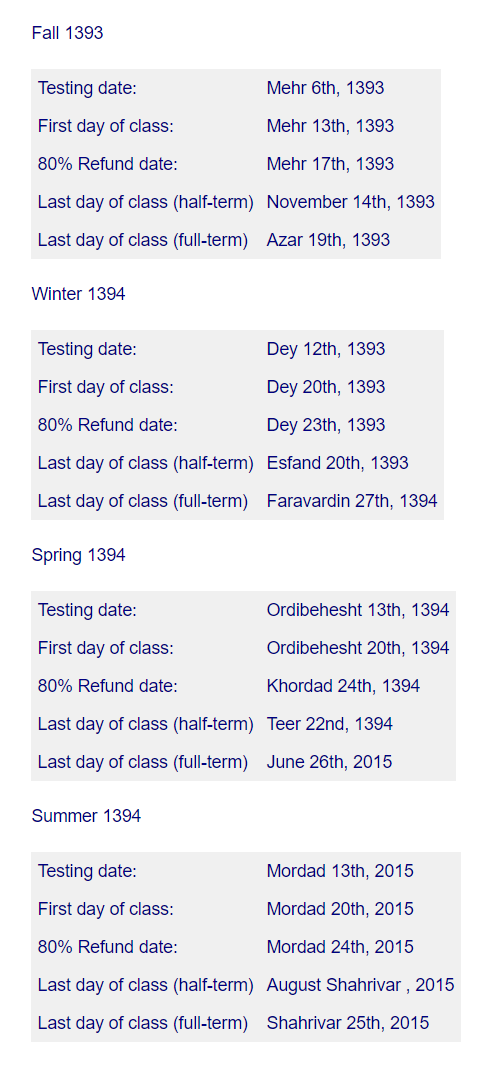 Fall 1393
Testing date: Mehr 6th, 1393
First day of class: Mehr 13th, 1393
80% Refund date: Mehr 17th, 1393
Last day of class (half-term) November 14th, 1393
Last day of class (full-term) Azar 19th, 1393
Winter 1394
Testing date: Dey 12th, 1393
First day of class: Dey 20th, 1393
80% Refund date: Dey 23th, 1393
Last day of class (half-term) Esfand 20th, 1393
Last day of class (full-term) Faravardin 27th, 1394
Spring 1394
Testing date: Ordibehesht 13th, 1394
First day of class: Ordibehesht 20th, 1394
80% Refund date: Khordad 24th, 1394
Last day of class (half-term) Teer 22nd, 1394
Last day of class (full-term) June 26th, 2015
Summer 1394
Testing date: Mordad 13th, 2015
First day of class: Mordad 20th, 2015
80% Refund date: Mordad 24th, 2015
Last day of class (half-term) August Shahrivar , 2015
Last day of class (full-term) Shahrivar 25th, 2015